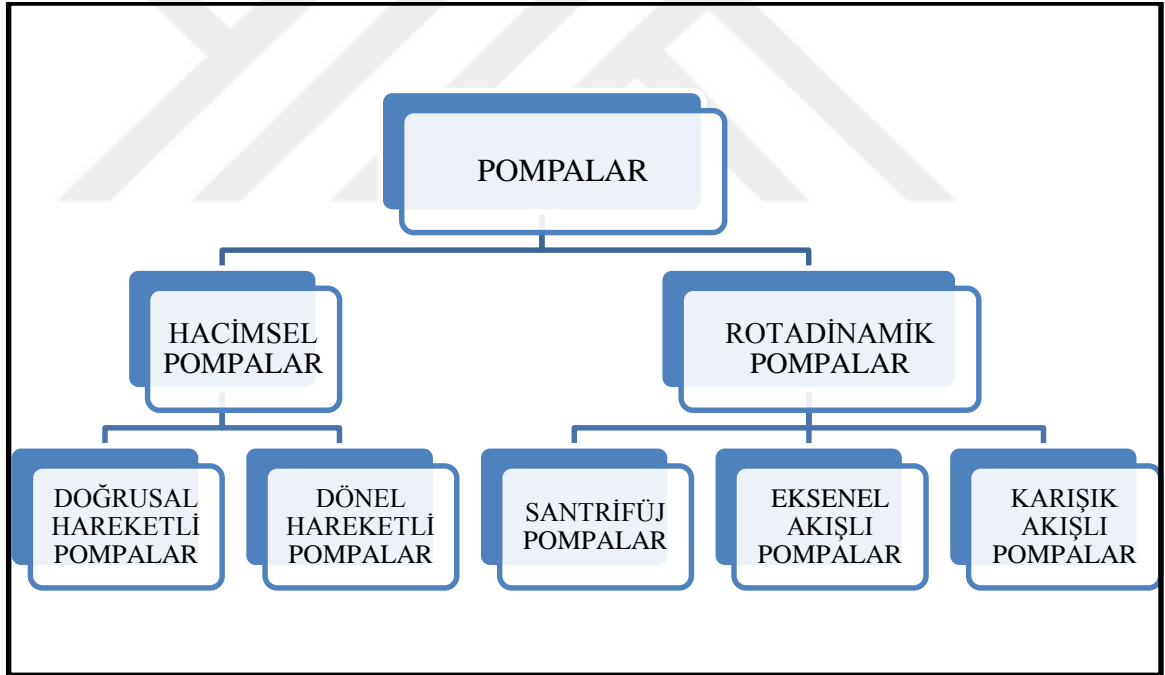 POMPALAR
HACİMSEL
POMPALAR
ROTADİNAMİK
POMPALAR
DOĞRUSAL
HAREKETLİ
POMPALAR
DÖNEL
HAREKETLİ
POMPALAR
SANTRİFÜJ
POMPALAR
EKSENEL
AKIŞLI
POMPALAR
KARIŞIK
AKIŞLI
POMPALAR